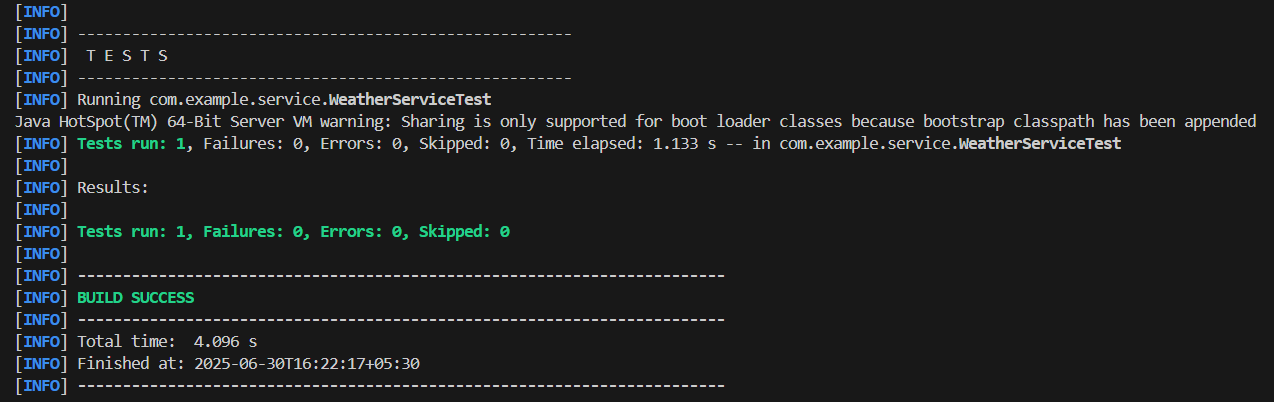 [INFO]
[INFO] -------------------------------------------------------
[INFO]  T E S T S
[INFO] -------------------------------------------------------
[INFO] Running com.example.service.WeatherServiceTest
Java HotSpot(TM) 64-Bit Server VM warning: Sharing is only supported for boot loader classes because bootstrap classpath has been appended
[INFO] Tests run: 1, Failures: 0, Errors: 0, Skipped: 0, Time elapsed: 1.133 s -- in com.example.service.WeatherServiceTest
[INFO]
[INFO] Results:
[INFO]
[INFO] Tests run: 1, Failures: 0, Errors: 0, Skipped: 0
[INFO]
[INFO] ------------------------------------------------------------------------
[INFO] BUILD SUCCESS
[INFO] ------------------------------------------------------------------------
[INFO] Total time:  4.096 s
[INFO] Finished at: 2025-06-30T16:22:17+05:30
[INFO] ------------------------------------------------------------------------